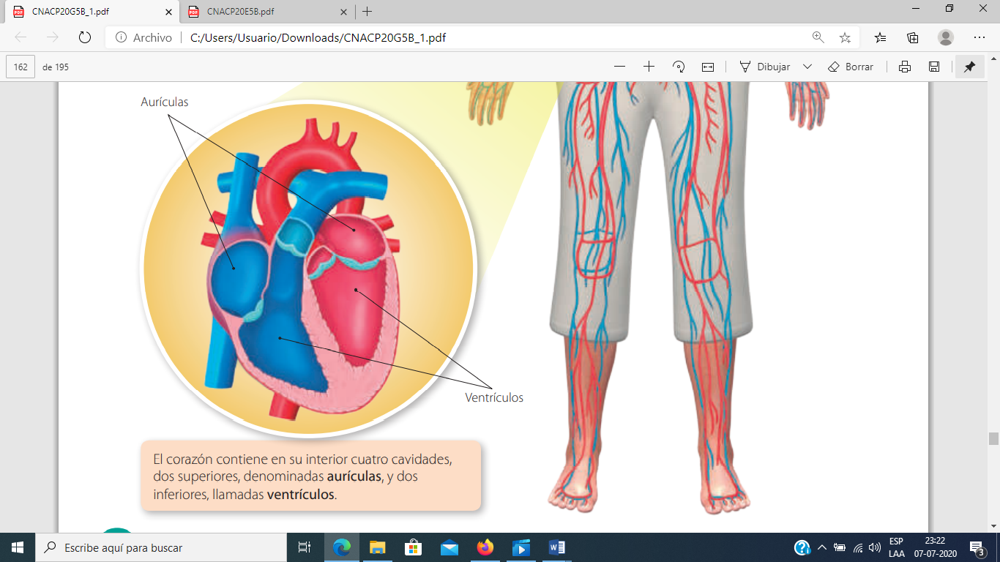 CNACP20G5B_1.pdf
CNACP20E5B.pdf
Archivo
C:/Users/Usuario/Downloads/CNACP20G5B_1.pdf
162 de 195
Dibujar
Borrar
Aurículas
Ventrículos
El corazón contiene en su interior cuatro cavidades,
dos superiores, denominadas aurículas, y dos
inferiores, llamadas ventrículos.
Escribe aquí para buscar
ESP
LAA
23:22
07-07-2020
3